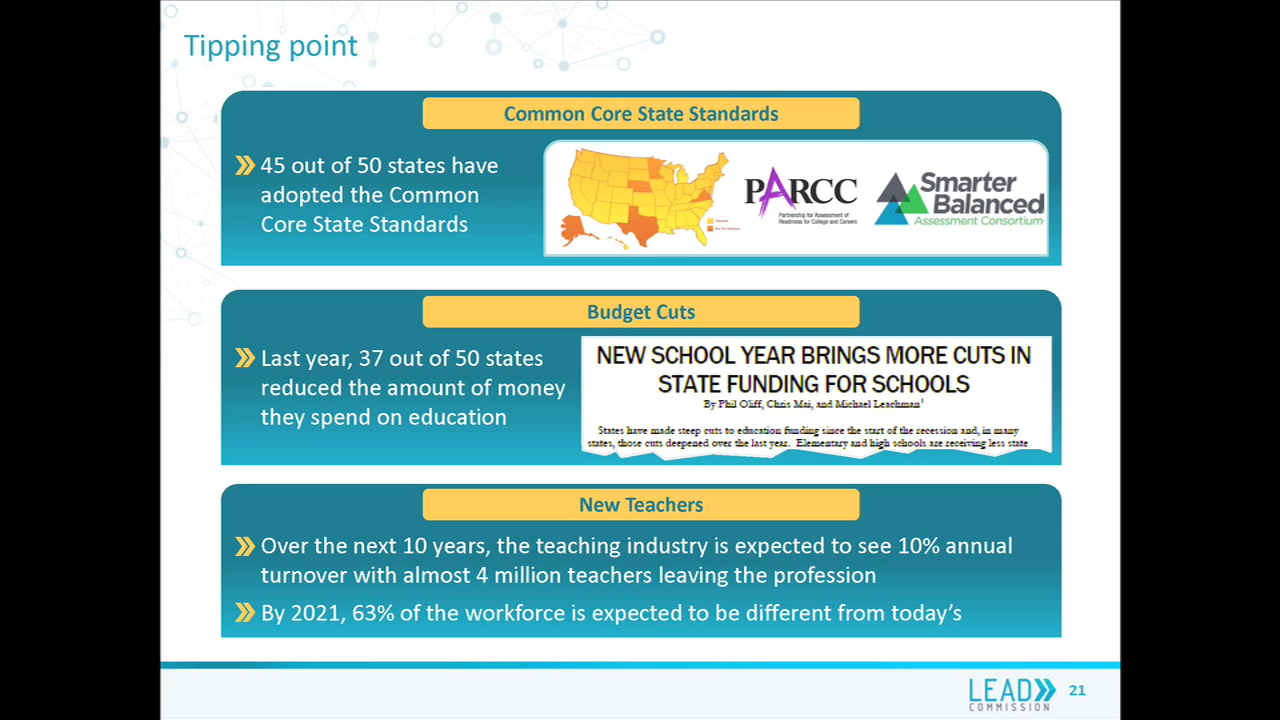 Tipping point
Common Core State Standards
45 out of 50 states have
adopted the Common
Core State Standards
PARCC
Partnership for Assessment of
Readiness for College and Careers
Smarter
Balanced
Assessment Consortium
Budget Cuts
Last year, 37 out of 50 states
reduced the amount of money
they spend on education
NEW SCHOOL YEAR BRINGS MORE CUTS IN
STATE FUNDING FOR SCHOOLS
By Phil Oliff, Chris Mai, and Michael Leachman¹
States have made steep cuts to education funding since the start of the recession and, in many
states, those cuts deepened over the last year. Elementary and high schools are receiving less state
New Teachers
Over the next 10 years, the teaching industry is expected to see 10% annual
turnover with almost 4 million teachers leaving the profession
By 2021, 63% of the workforce is expected to be different from today's
LEAD
COMMISSION
21